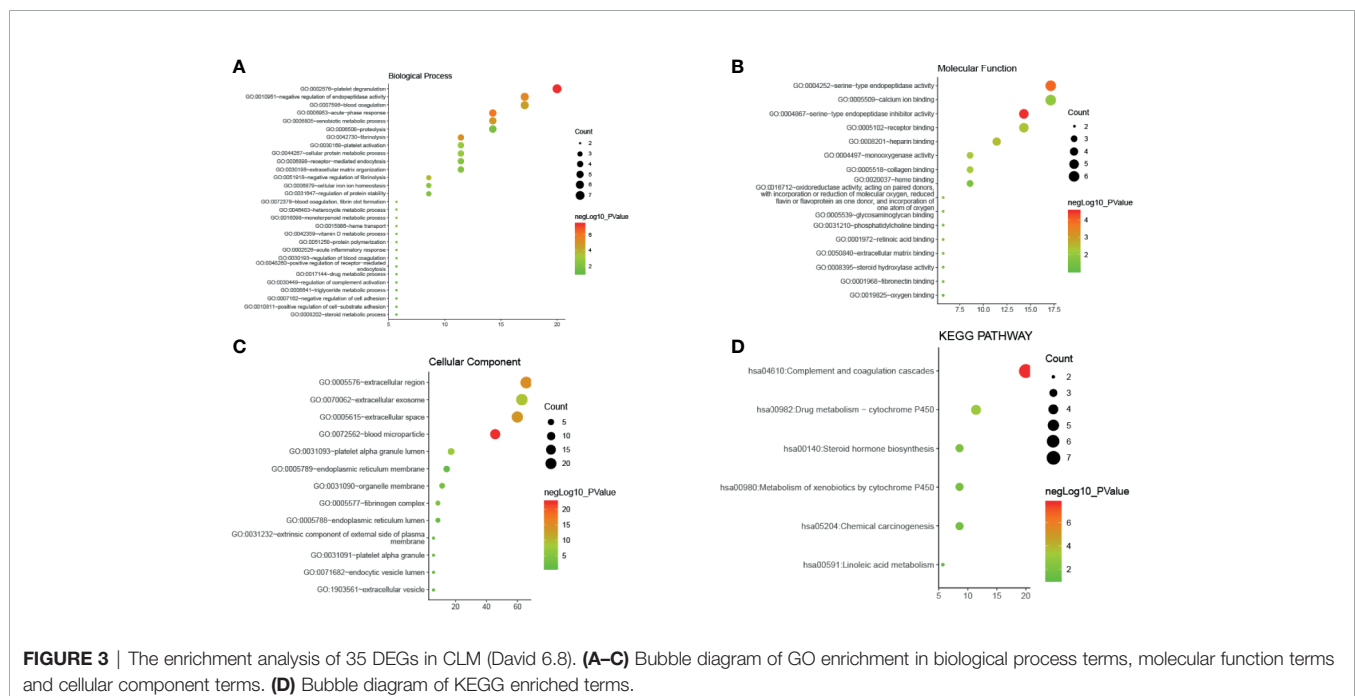 A
Biological Process
GO:0002576~platelet degranulation
GO:0010951~negative regulation of endopeptidase activity
GO:0007596~blood coagulation
GO:0006953~acute-phase response
GO:0006805~xenobiotic metabolic process
GO:0006508~proteolysis
GO:0042730~fibrinolysis
GO:0030168~platelet activation
GO:0044267~cellular protein metabolic process
GO:0006898~receptor-mediated endocytosis
GO:0030198~extracellular matrix organization
GO:0051918~negative regulation of fibrinolysis
GO:0006879~cellular iron ion homeostasis
GO:0031647~regulation of protein stability
GO:0072378~blood coagulation, fibrin clot formation
GO:0046483~heterocycle metabolic process
GO:0016098~monoterpenoid metabolic process
GO:0015886~heme transport
GO:0042359~vitamin D metabolic process
GO:0051258~protein polymerization
GO:0002526~acute inflammatory response
GO:0030193~regulation of blood coagulation
GO:0048260~positive regulation of receptor-mediated
endocytosis
GO:0017144~drug metabolic process
GO:0030449~regulation of complement activation
GO:0006641~triglyceride metabolic process
GO:0007162~negative regulation of cell adhesion
GO:0010811~positive regulation of cell-substrate adhesion
GO:0008202~steroid metabolic process
5 10 15 20
Count
2
3
4
5
6
7
negLog10_PValue
6
4
2
B
Molecular Function
GO:0004252~serine-type endopeptidase activity
GO:0005509~calcium ion binding
GO:0004867~serine-type endopeptidase inhibitor activity
GO:0005102~receptor binding
GO:0008201~heparin binding
GO:0004497~monooxygenase activity
GO:0005518~collagen binding
GO:0020037~heme binding
GO:0016712~oxidoreductase activity, acting on paired donors,
with incorporation or reduction of molecular oxygen, reduced
flavin or flavoprotein as one donor, and incorporation of
one atom of oxygen
GO:0005539~glycosaminoglycan binding
GO:0031210~phosphatidylcholine binding
GO:0001972~retinoic acid binding
GO:0050840~extracellular matrix binding
GO:0008395~steroid hydroxylase activity
GO:0001968~fibronectin binding
GO:0019825~oxygen binding
7.5 10.0 12.5 15.0 17.5
Count
2
3
4
5
6
negLog10_PValue
4
3
2
C
Cellular Component
GO:0005576~extracellular region
GO:0070062~extracellular exosome
GO:0005615~extracellular space
GO:0072562~blood microparticle
GO:0031093~platelet alpha granule lumen
GO:0005789~endoplasmic reticulum membrane
GO:0031090~organelle membrane
GO:0005577~fibrinogen complex
GO:0005788~endoplasmic reticulum lumen
GO:0031232~extrinsic component of external side of plasma
membrane
GO:0031091~platelet alpha granule
GO:0071682~endocytic vesicle lumen
GO:1903561~extracellular vesicle
20 40 60
Count
5
10
15
20
negLog10_PValue
20
15
10
5
D
KEGG PATHWAY
hsa04610:Complement and coagulation cascades
hsa00982:Drug metabolism − cytochrome P450
hsa00140:Steroid hormone biosynthesis
hsa00980:Metabolism of xenobiotics by cytochrome P450
hsa05204:Chemical carcinogenesis
hsa00591:Linoleic acid metabolism
5 10 15 20
Count
2
3
4
5
6
7
negLog10_PValue
6
4
2
FIGURE 3 | The enrichment analysis of 35 DEGs in CLM (David 6.8). (A–C) Bubble diagram of GO enrichment in biological process terms, molecular function terms
and cellular component terms. (D) Bubble diagram of KEGG enriched terms.